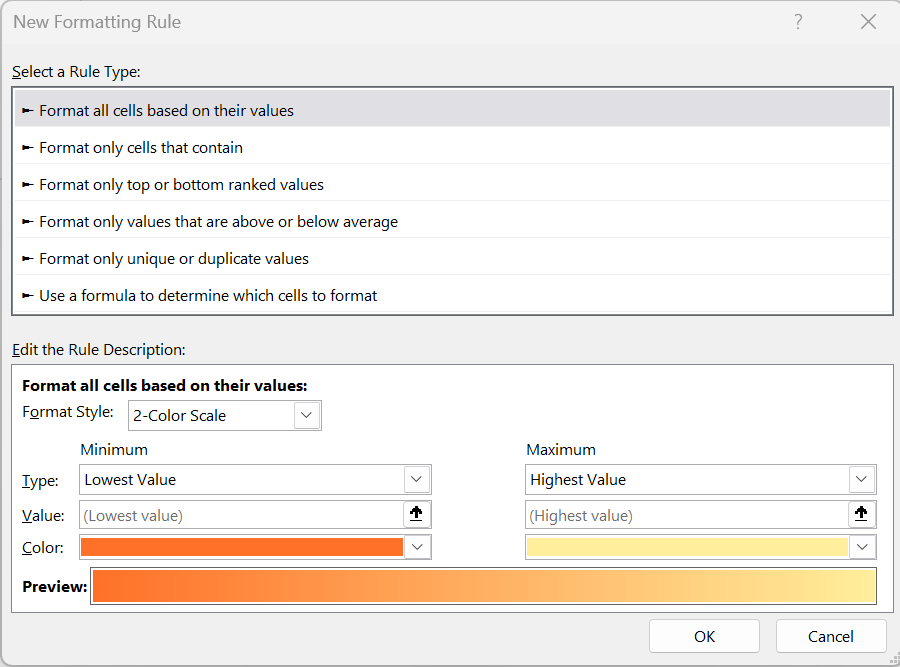 New Formatting Rule ?
Select a Rule Type:
► Format all cells based on their values
► Format only cells that contain
► Format only top or bottom ranked values
► Format only values that are above or below average
► Format only unique or duplicate values
► Use a formula to determine which cells to format
Edit the Rule Description:
Format all cells based on their values:
Format Style: 2-Color Scale
Minimum Maximum
Type: Lowest Value Highest Value
Value: (Lowest value) (Highest value)
Color:
Preview:
OK Cancel